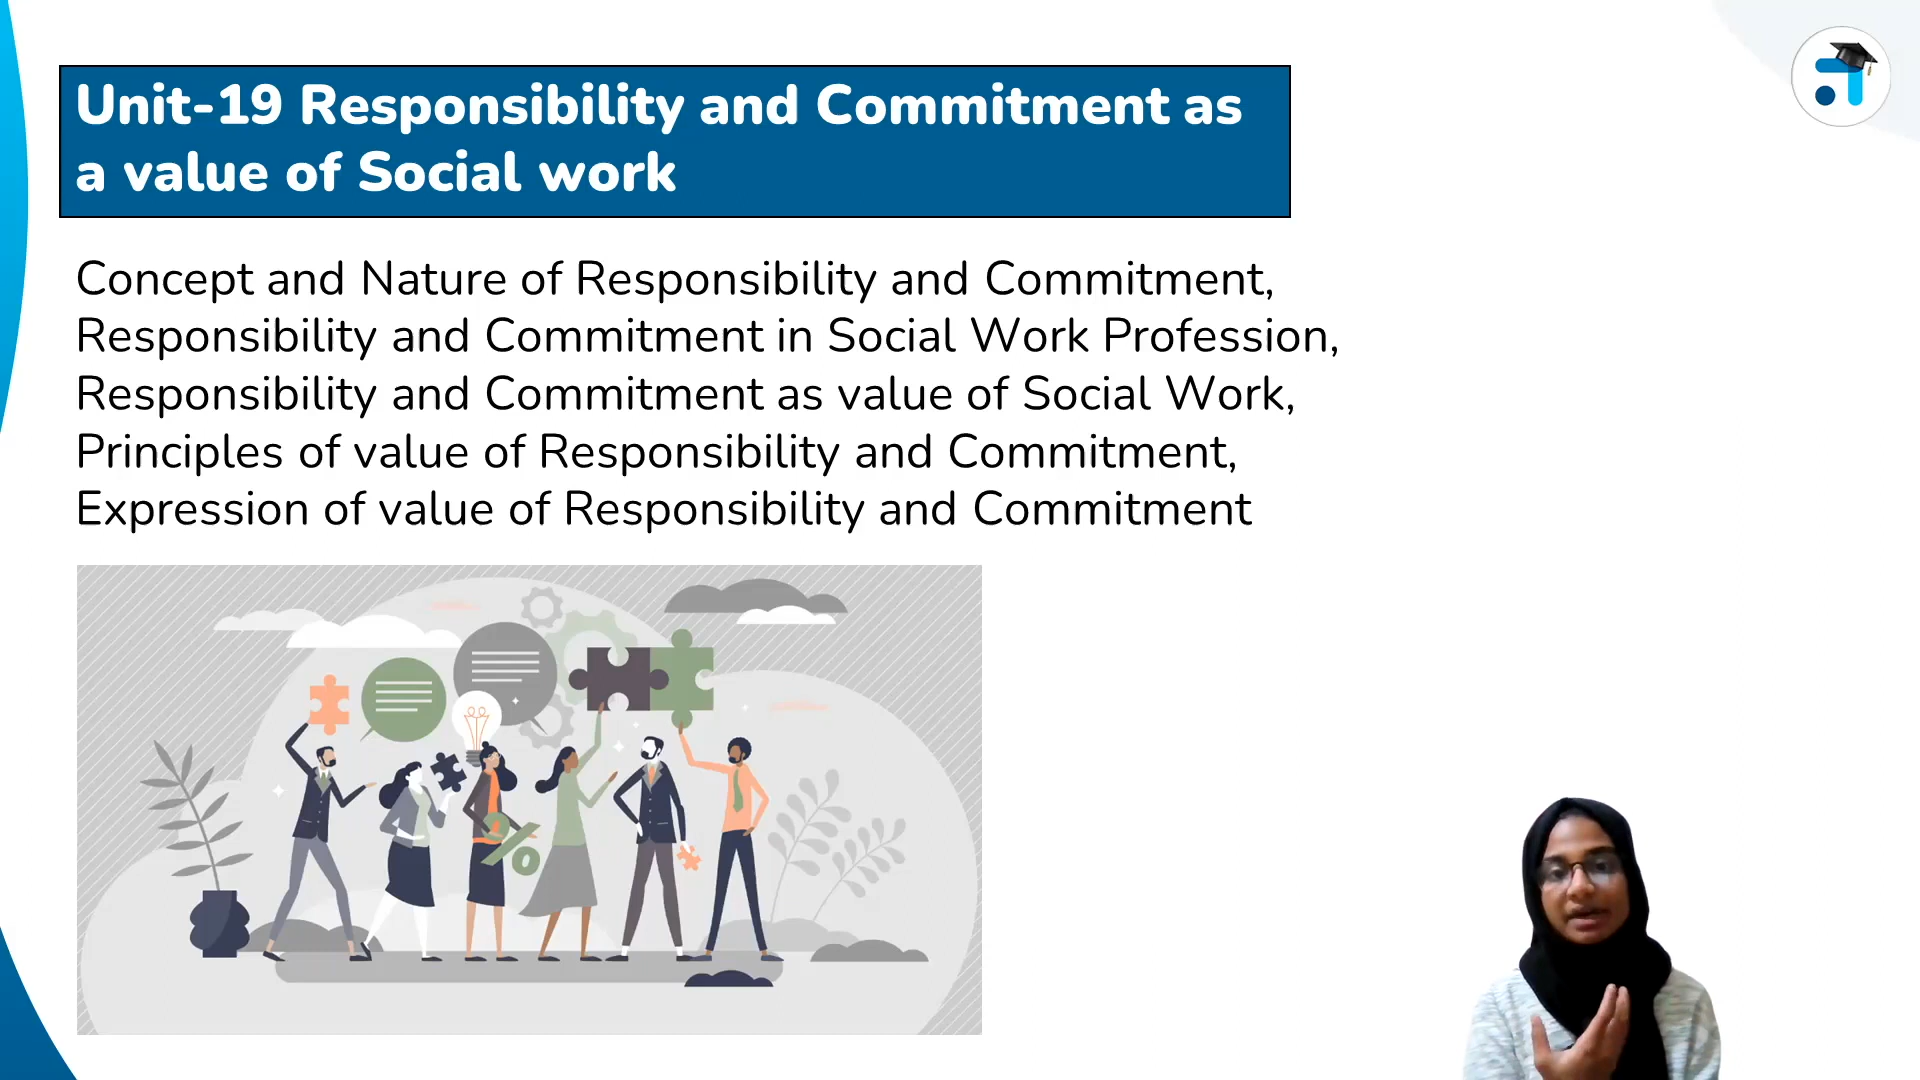 Unit-19 Responsibility and Commitment as
a value of Social work
Concept and Nature of Responsibility and Commitment,
Responsibility and Commitment in Social Work Profession,
Responsibility and Commitment as value of Social Work,
Principles of value of Responsibility and Commitment,
Expression of value of Responsibility and Commitment
%